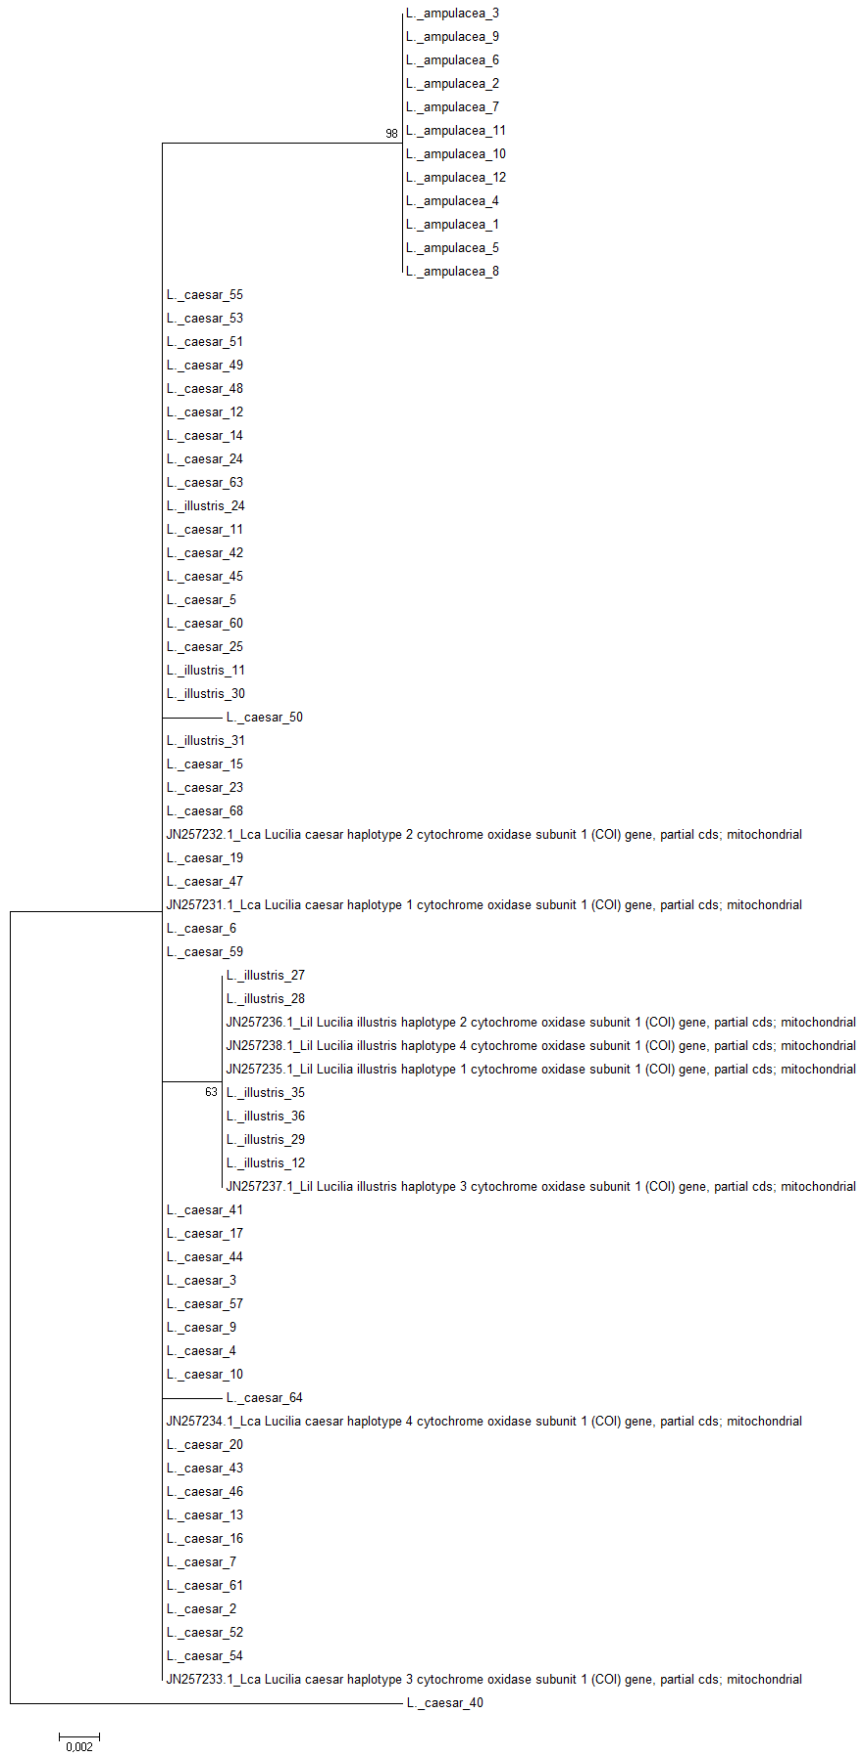 L._ampulacea_3
L._ampulacea_9
L._ampulacea_6
L._ampulacea_2
L._ampulacea_7
L._ampulacea_11
98
L._ampulacea_10
L._ampulacea_12
L._ampulacea_4
L._ampulacea_1
L._ampulacea_5
L._ampulacea_8
L._caesar_55
L._caesar_53
L._caesar_51
L._caesar_49
L._caesar_48
L._caesar_12
L._caesar_14
L._caesar_24
L._caesar_63
L._illustris_24
L._caesar_11
L._caesar_42
L._caesar_45
L._caesar_5
L._caesar_60
L._caesar_25
L._illustris_11
L._illustris_30
L._caesar_50
L._illustris_31
L._caesar_15
L._caesar_23
L._caesar_68
JN257232.1_Lca Lucilia caesar haplotype 2 cytochrome oxidase subunit 1 (COI) gene, partial cds; mitochondrial
L._caesar_19
L._caesar_47
JN257231.1_Lca Lucilia caesar haplotype 1 cytochrome oxidase subunit 1 (COI) gene, partial cds; mitochondrial
L._caesar_6
L._caesar_59
L._illustris_27
L._illustris_28
JN257236.1_Lil Lucilia illustris haplotype 2 cytochrome oxidase subunit 1 (COI) gene, partial cds; mitochondrial
JN257238.1_Lil Lucilia illustris haplotype 4 cytochrome oxidase subunit 1 (COI) gene, partial cds; mitochondrial
JN257235.1_Lil Lucilia illustris haplotype 1 cytochrome oxidase subunit 1 (COI) gene, partial cds; mitochondrial
63
L._illustris_35
L._illustris_36
L._illustris_29
L._illustris_12
JN257237.1_Lil Lucilia illustris haplotype 3 cytochrome oxidase subunit 1 (COI) gene, partial cds; mitochondrial
L._caesar_41
L._caesar_17
L._caesar_44
L._caesar_3
L._caesar_57
L._caesar_9
L._caesar_4
L._caesar_10
L._caesar_64
JN257234.1_Lca Lucilia caesar haplotype 4 cytochrome oxidase subunit 1 (COI) gene, partial cds; mitochondrial
L._caesar_20
L._caesar_43
L._caesar_46
L._caesar_13
L._caesar_16
L._caesar_7
L._caesar_61
L._caesar_2
L._caesar_52
L._caesar_54
JN257233.1_Lca Lucilia caesar haplotype 3 cytochrome oxidase subunit 1 (COI) gene, partial cds; mitochondrial
L._caesar_40
0,002